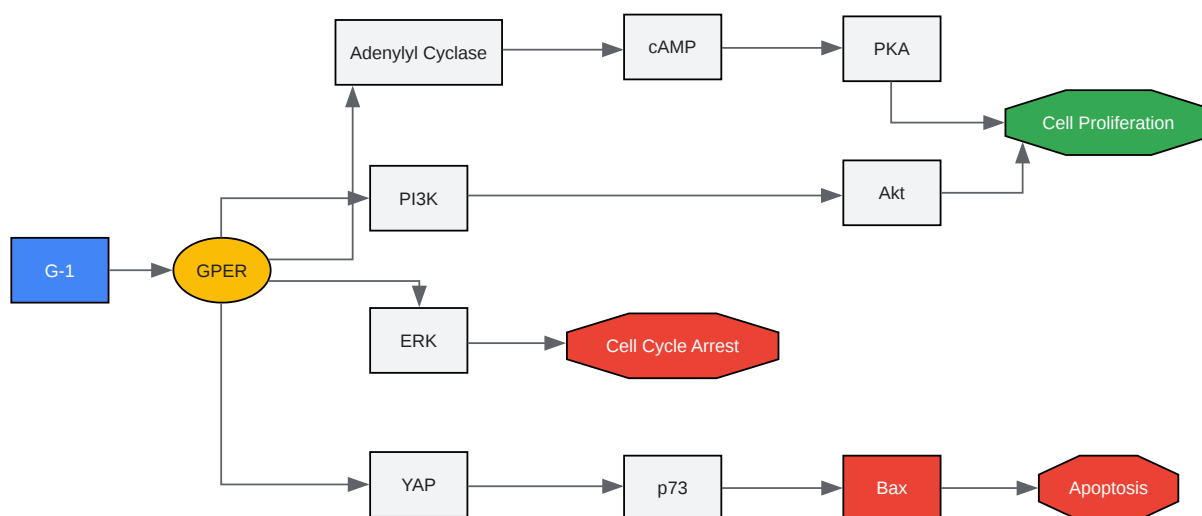 Adenylyl Cyclase
cAMP
PKA
Cell Proliferation
PI3K
Akt
G-1
GPER
ERK
Cell Cycle Arrest
YAP
p73
Bax
Apoptosis